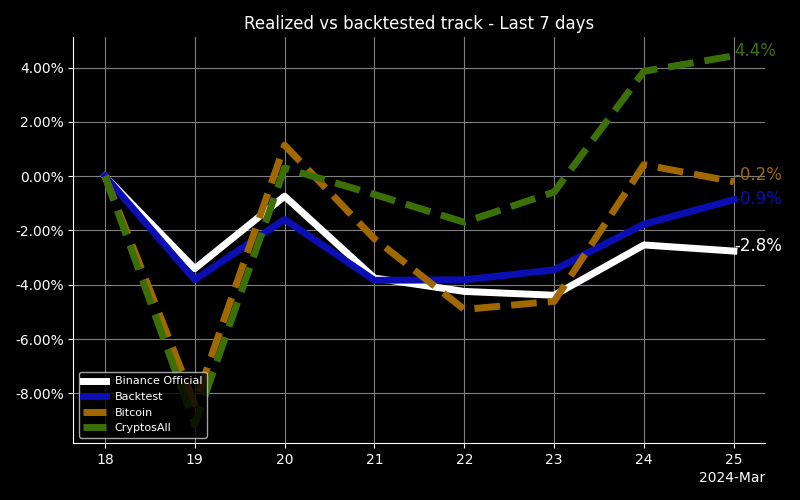 Realized vs backtested track - Last 7 days
4.00%
2.00%
0.00%
-2.00%
-4.00%
-6.00%
-8.00%
4.4%
-0.2%
-0.9%
-2.8%
Binance Official
Backtest
Bitcoin
CryptosAll
18 19 20 21 22 23 24 25
2024-Mar